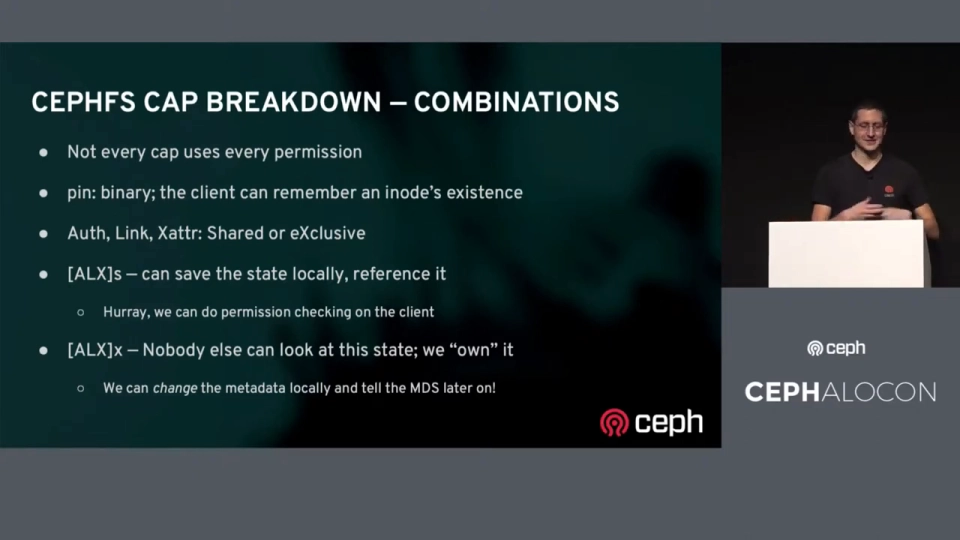 CEPHFS CAP BREAKDOWN – COMBINATIONS
● Not every cap uses every permission
● pin: binary; the client can remember an inode's existence
● Auth, Link, Xattr: Shared or eXclusive
● [ALX]s – can save the state locally, reference it
○ Hurray, we can do permission checking on the client
● [ALX]x – Nobody else can look at this state; we “own” it
○ We can change the metadata locally and tell the MDS later on!
ceph
ceph
CEPHALOCON